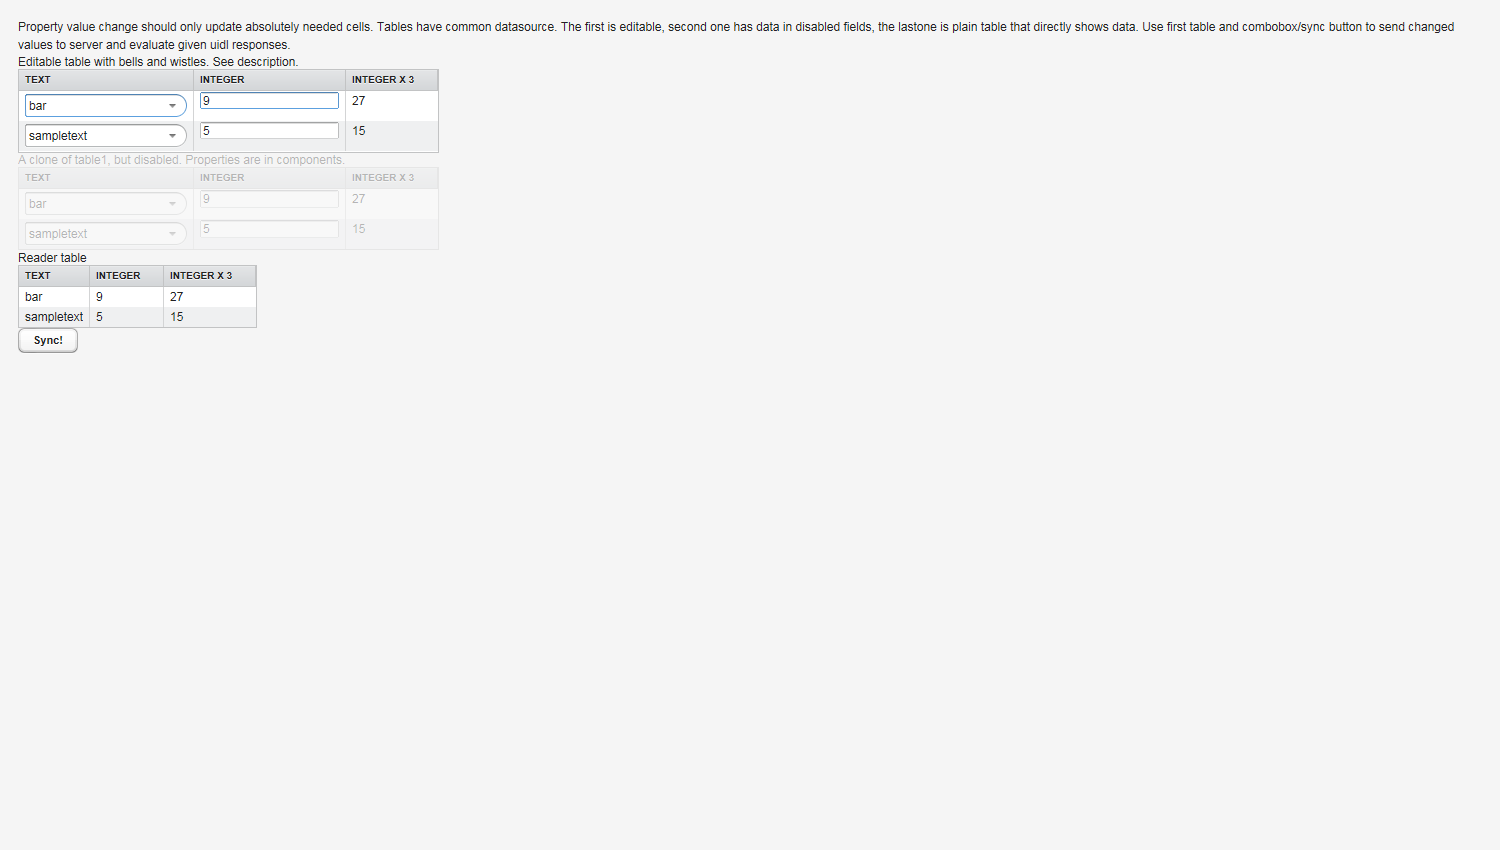 Property value change should only update absolutely needed cells. Tables have common datasource. The first is editable, second one has data in disabled fields, the lastone is plain table that directly shows data. Use first table and combobox/sync button to send changed
values to server and evaluate given uidl responses.
Editable table with bells and wistles. See description.
TEXT INTEGER INTEGER X 3
bar 9 27
sampletext 5 15
A clone of table1, but disabled. Properties are in components.
TEXT INTEGER INTEGER X 3
bar 9 27
sampletext 5 15
Reader table
TEXT INTEGER INTEGER X 3
bar 9 27
sampletext 5 15
Sync!